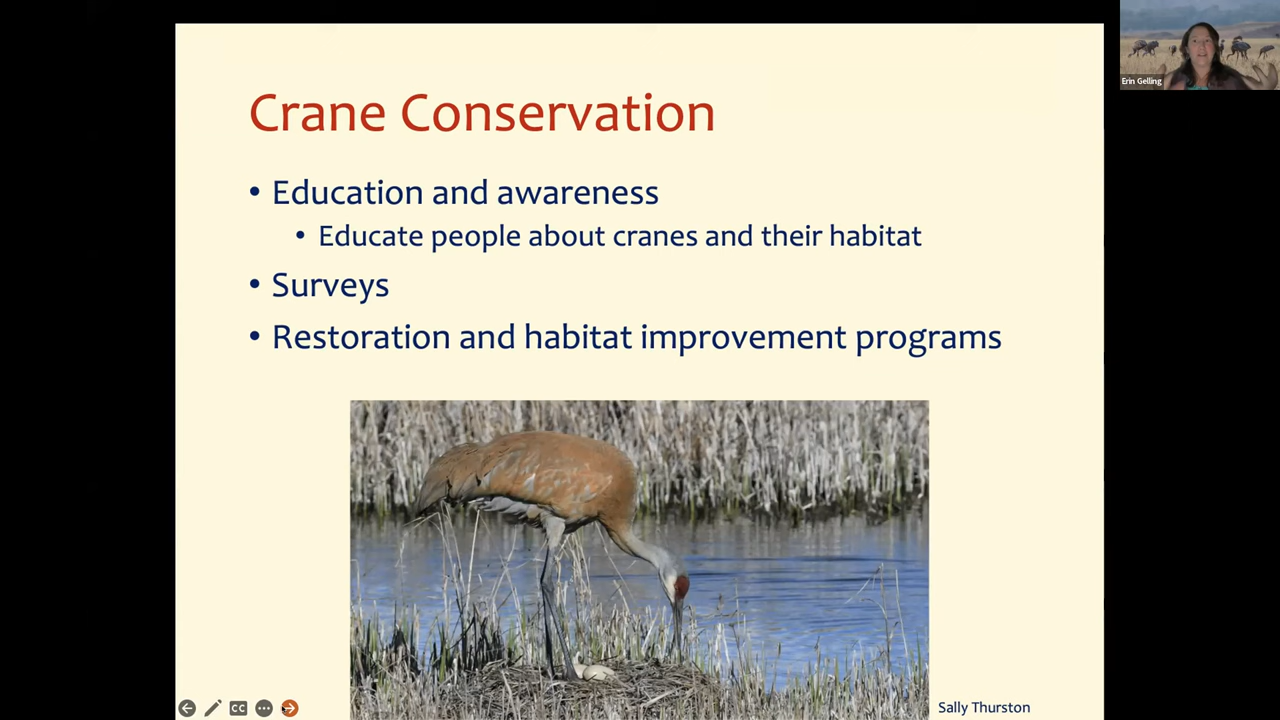 Erin Gelling
Crane Conservation
• Education and awareness
• Educate people about cranes and their habitat
• Surveys
• Restoration and habitat improvement programs
CC
Sally Thurston